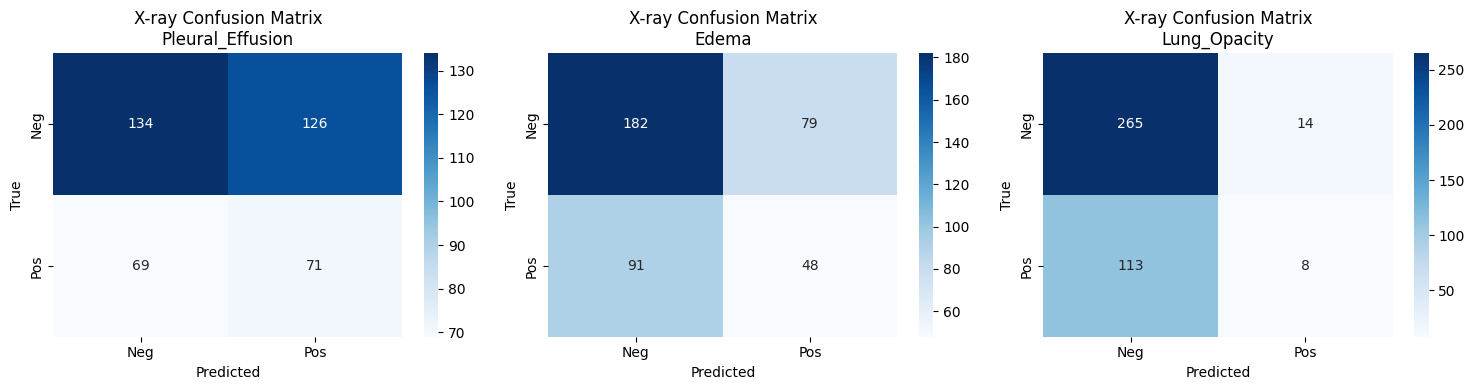 X-ray Confusion Matrix
Pleural_Effusion
Neg
Pos
True
134
126
69
71
Neg
Pos
Predicted
130
120
110
100
90
80
70
X-ray Confusion Matrix
Edema
Neg
Pos
True
182
79
91
48
Neg
Pos
Predicted
180
160
140
120
100
80
60
X-ray Confusion Matrix
Lung_Opacity
Neg
Pos
True
265
14
113
8
Neg
Pos
Predicted
250
200
150
100
50